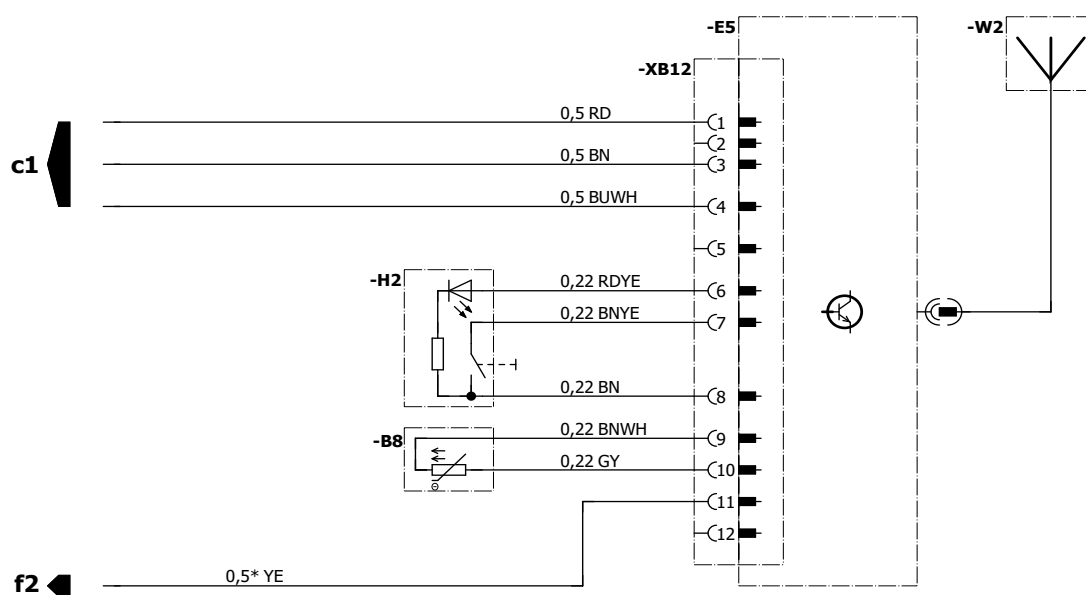 -E5
-W2
-XB12
0,5 RD
1
2
c1
0,5 BN
3
0,5 BUWH
4
5
-H2
0,22 RDYE
6
0,22 BNYE
7
0,22 BN
8
-B8
0,22 BNWH
9
0,22 GY
10
Θ
11
12
f2
0,5* YE